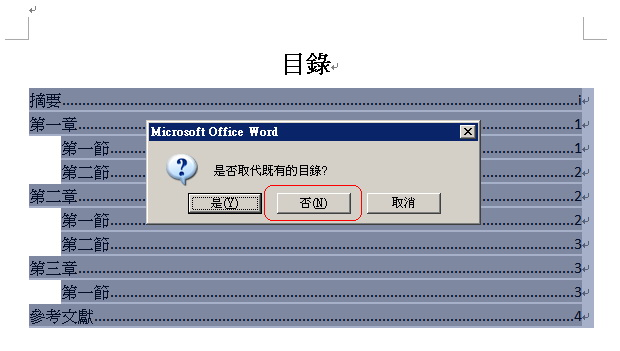 目錄
摘要......i
第一章......1
Microsoft Office Word
第一節......1
是否取代既有的目錄?
第二節......2
第二章......2
是(Y) 否(N) 取消
第一節......2
第二節......3
第三章......3
第一節......3
參考文獻......4